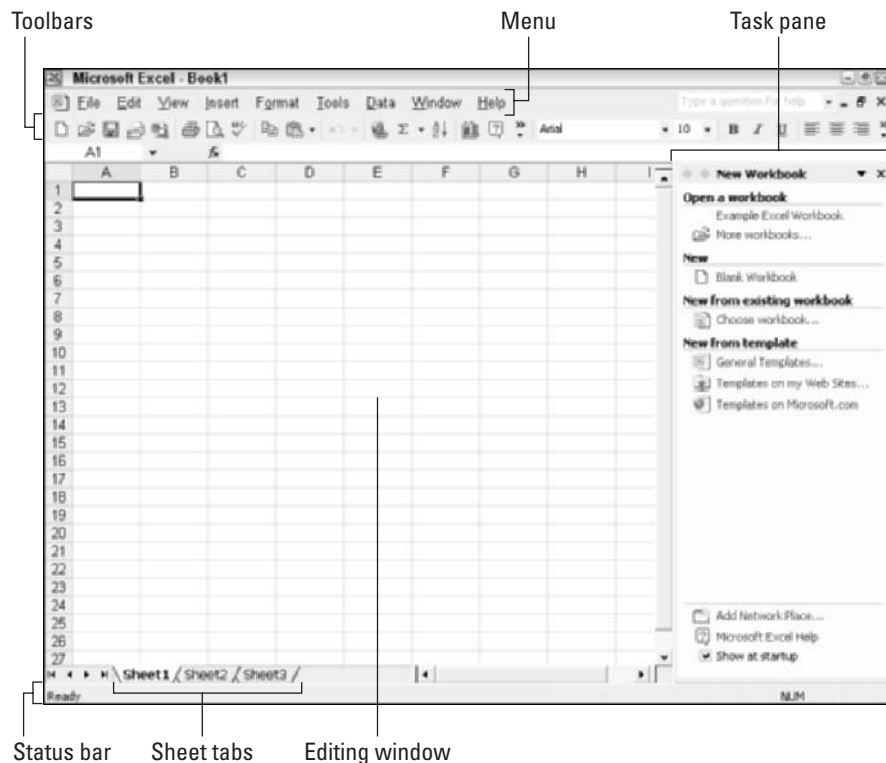 Toolbars Menu Task pane
Microsoft Excel - Book1
File Edit View Insert Format Tools Data Window Help Type a question for help
Arial 10 B I U
A1 fx
A B C D E F G H I
New Workbook
Open a workbook
Example Excel Workbook
More workbooks...
New
Blank Workbook
New from existing workbook
Choose workbook...
New from template
General Templates...
Templates on my Web Sites...
Templates on Microsoft.com
1
2
3
4
5
6
7
8
9
10
11
12
13
14
15
16
17
18
19
20
21
22
23
24
25
26
27
Add Network Place...
Microsoft Excel Help
Show at startup
Sheet1 Sheet2 Sheet3
Ready NUM
Status bar Sheet tabs Editing window